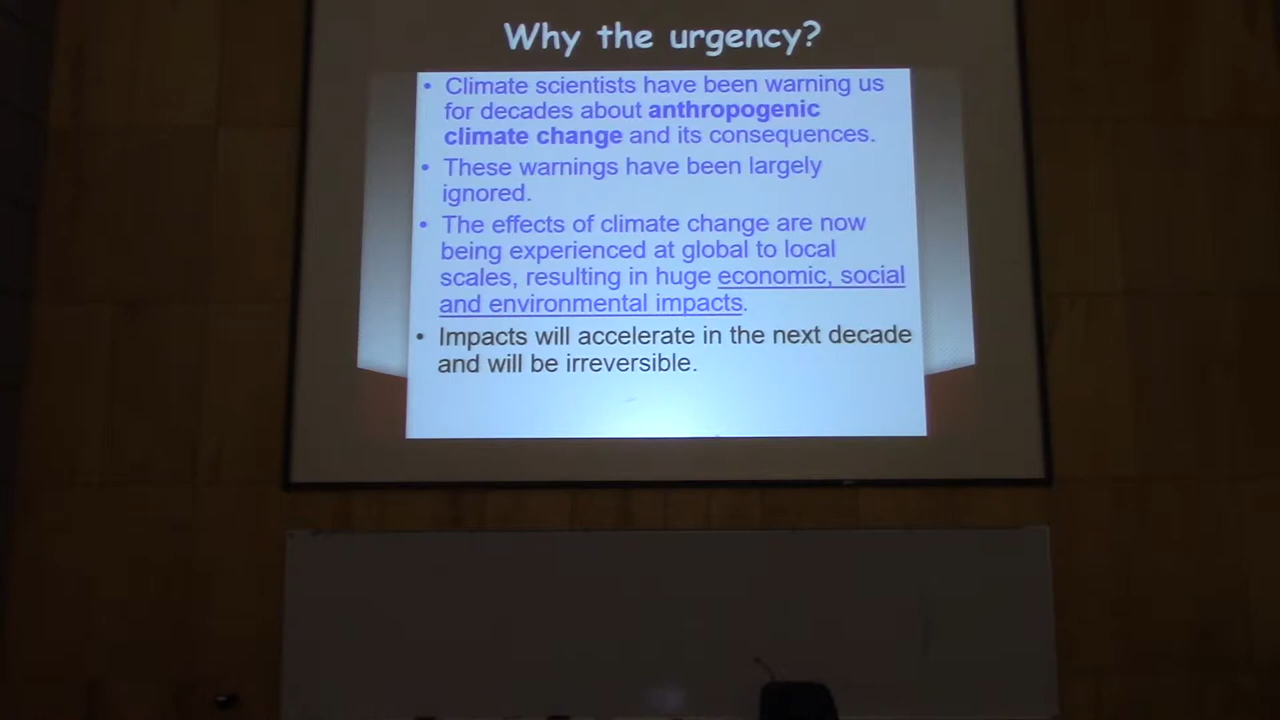 Why the urgency?
• Climate scientists have been warning us
for decades about anthropogenic
climate change and its consequences.
• These warnings have been largely
ignored.
• The effects of climate change are now
being experienced at global to local
scales, resulting in huge economic, social
and environmental impacts.
• Impacts will accelerate in the next decade
and will be irreversible.